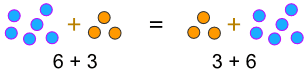 + = +
6 + 3 3 + 6